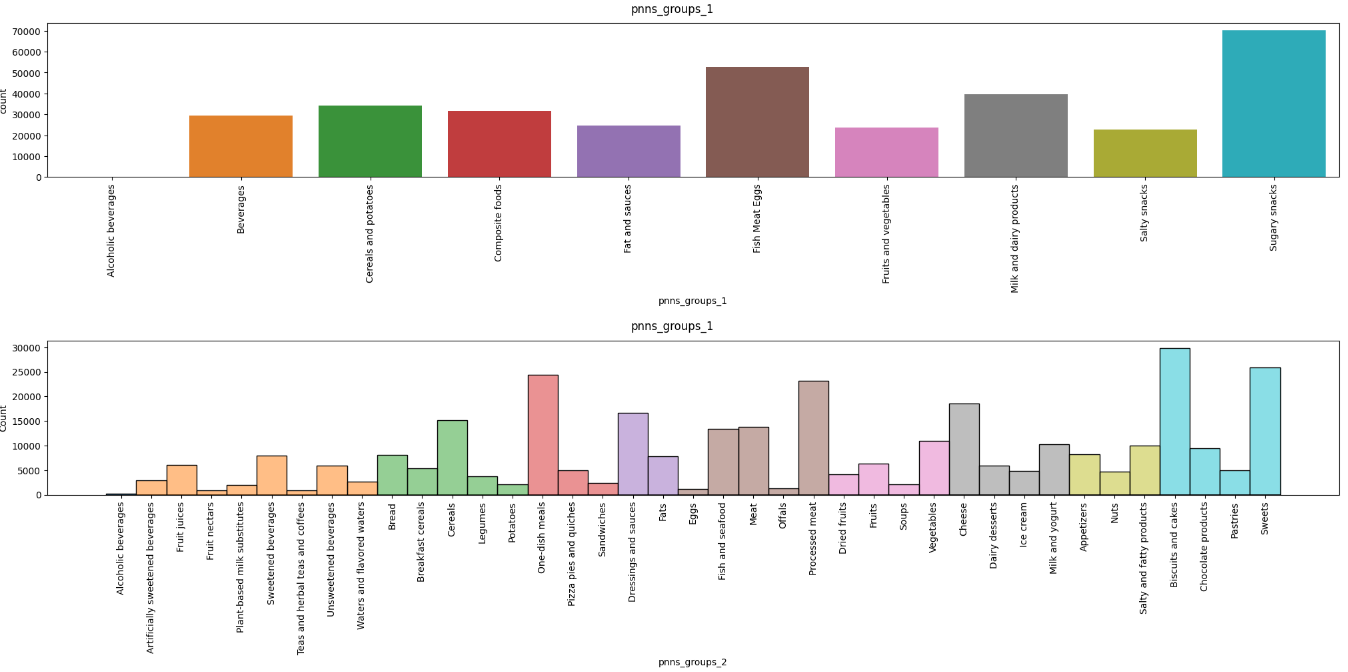 pnns_groups_1
count
70000
60000
50000
40000
30000
20000
10000
0
Alcoholic beverages
Beverages
Cereals and potatoes
Composite foods
Fat and sauces
Fish Meat Eggs
Fruits and vegetables
Milk and dairy products
Salty snacks
Sugary snacks
pnns_groups_1
pnns_groups_1
Count
30000
25000
20000
15000
10000
5000
0
Alcoholic beverages
Artificially sweetened beverages
Fruit juices
Fruit nectars
Plant-based milk substitutes
Sweetened beverages
Teas and herbal teas and coffees
Unsweetened beverages
Waters and flavored waters
Bread
Breakfast cereals
Cereals
Legumes
Potatoes
One-dish meals
Pizza pies and quiches
Sandwiches
Dressings and sauces
Fats
Eggs
Fish and seafood
Meat
Offals
Processed meat
Dried fruits
Fruits
Soups
Vegetables
Cheese
Dairy desserts
Ice cream
Milk and yogurt
Appetizers
Nuts
Salty and fatty products
Biscuits and cakes
Chocolate products
Pastries
Sweets
pnns_groups_2